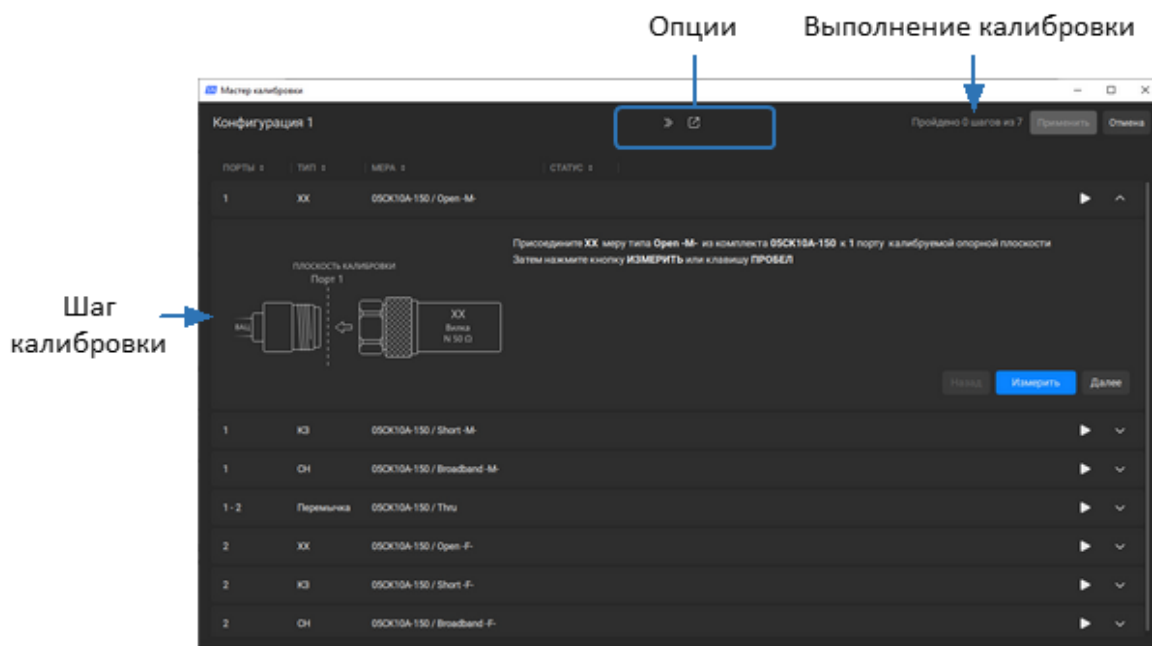 Опции
Выполнение калибровки
Мастер калибровки
Конфигурация 1
Пройдено 0 шагов из 7
Применить
Отмена
ПОРТЫ
ТИП
МЕРА
СТАТУС
1 ХХ 05CK10A-150 / Open -M-
Присоедините ХХ меру типа Open -M- из комплекта 05CK10A-150 к 1 порту калибруемой опорной плоскости
Затем нажмите кнопку ИЗМЕРИТЬ или клавишу ПРОБЕЛ
ПЛОСКОСТЬ КАЛИБРОВКИ
Порт 1
Шаг
калибровки
ВАЦ
ХХ
Вилка
N 50 Ω
Назад
Измерить
Далее
1 КЗ 05CK10A-150 / Short -M-
1 СН 05CK10A-150 / Broadband -M-
1 - 2 Перемычка 05CK10A-150 / Thru
2 ХХ 05CK10A-150 / Open -F-
2 КЗ 05CK10A-150 / Short -F-
2 СН 05CK10A-150 / Broadband -F-